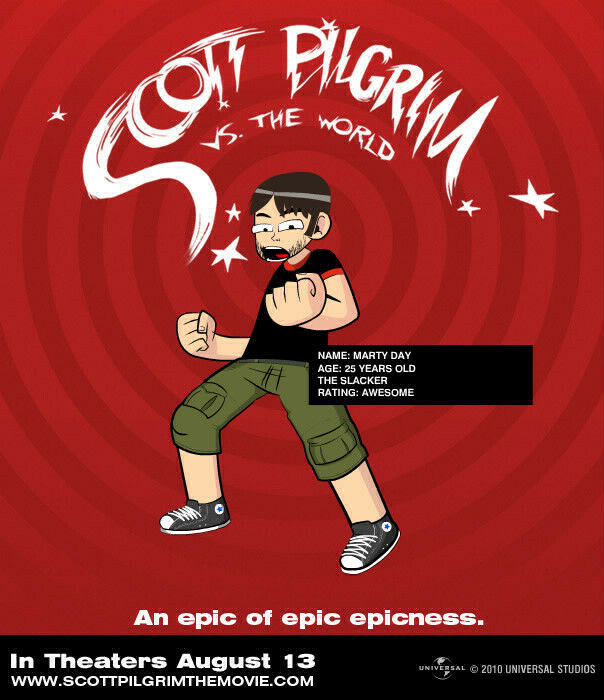 SCOTT PILGRIM
VS. THE WORLD
NAME: MARTY DAY
AGE: 25 YEARS OLD
THE SLACKER
RATING: AWESOME
An epic of epic epicness.
In Theaters August 13
WWW.SCOTTPILGRIMTHEMOVIE.COM
UNIVERSAL © 2010 UNIVERSAL STUDIOS